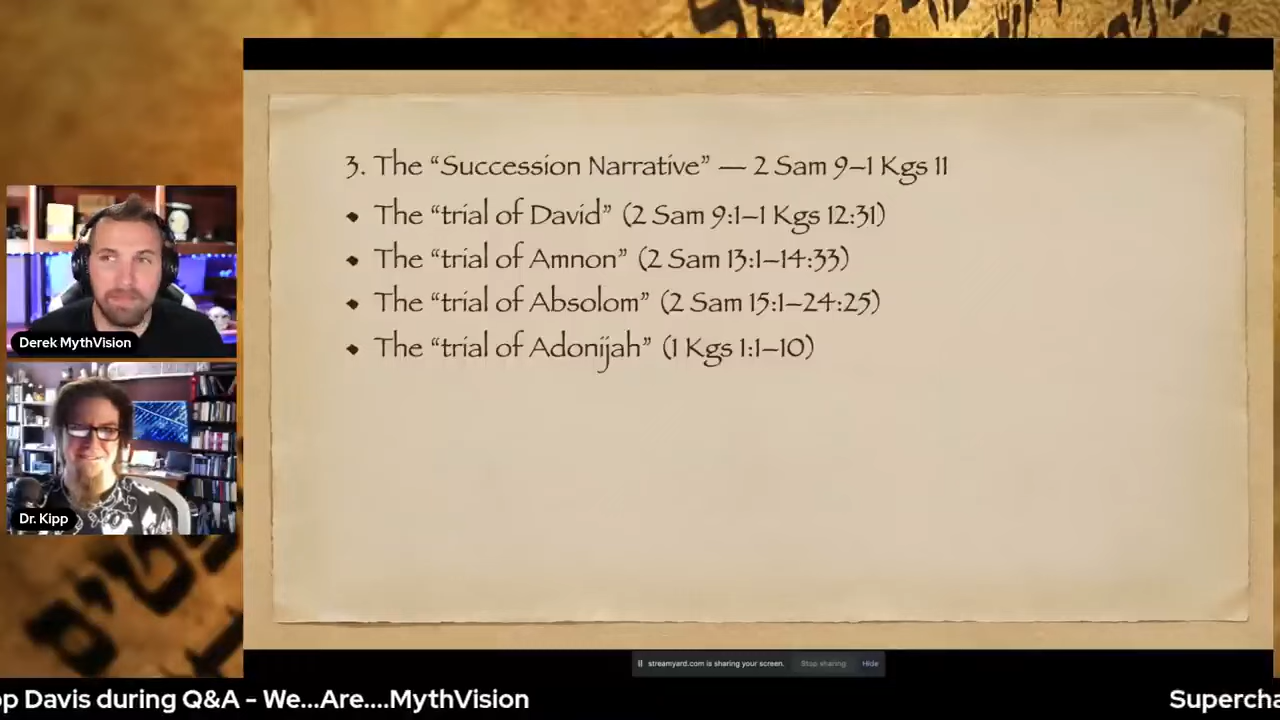 3. The “Succession Narrative” — 2 Sam 9–1 Kgs 11
• The “trial of David” (2 Sam 9:1–1 Kgs 12:31)
• The “trial of Amnon” (2 Sam 13:1–14:33)
• The “trial of Absolom” (2 Sam 15:1–24:25)
• The “trial of Adonijah” (1 Kgs 1:1–10)
Derek MythVision
Dr. Kipp
streamyard.com is sharing your screen. Stop sharing Hide
pp Davis during Q&A - We...Are....MythVision Supercha